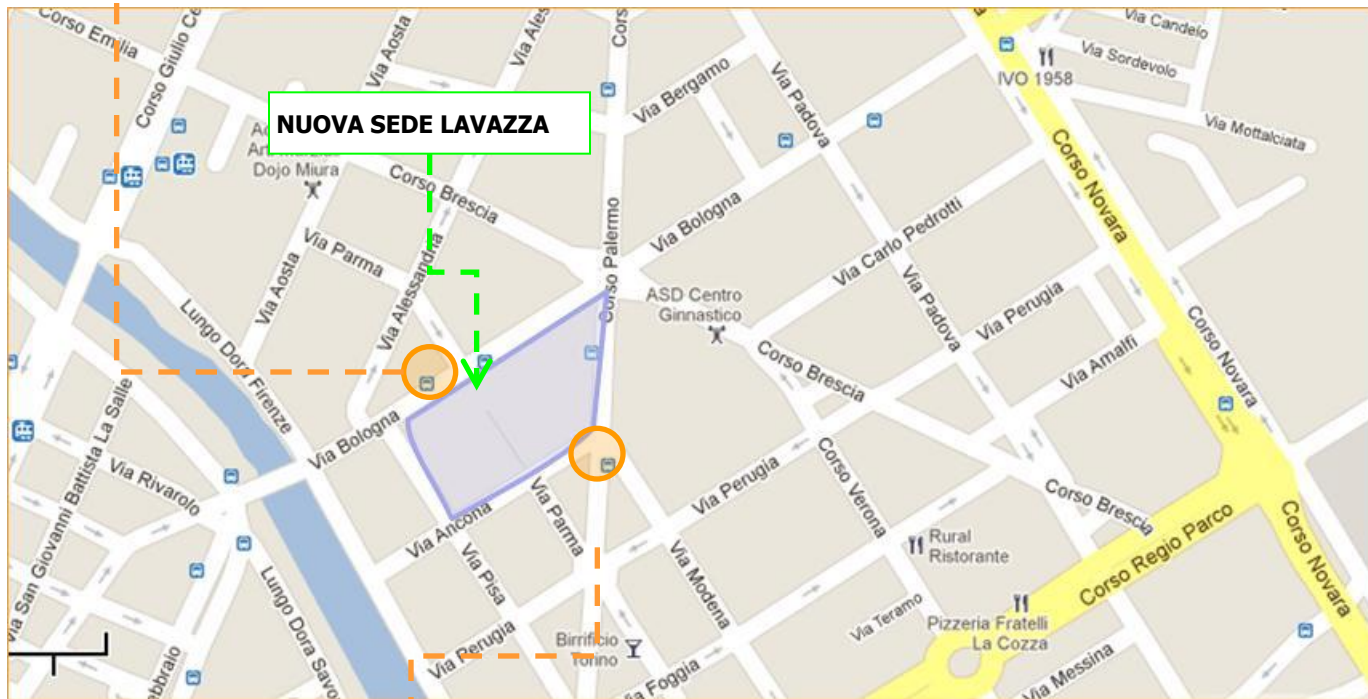 NUOVA SEDE LAVAZZA
Corso Emilia
Corso Giulio Ce
Via Aosta
Via Ales
Cors
Via Candelo
Via Sordevolo
IVO 1958
Via Mottalciata
Via Bergamo
Via Padova
Corso Novara
Dojo Miura
Corso Brescia
Via Parma
Via Aosta
Via Alessandria
Corso Palermo
Via Bologna
Via Carlo Pedrotti
Via Padova
Lungo Dora Firenze
ASD Centro
Ginnastico
Via Perugia
Via Amalfi
Corso Novara
Corso Brescia
Via Bologna
Via Rivarolo
Via San Giovanni Battista La Salle
Via Ancona
Via Parma
Via Pisa
Via Perugia
Corso Verona
Via Modena
Corso Brescia
Rural
Ristorante
Corso Regio Parco
Corso Novara
Lungo Dora Savo
Via Perugia
Birrificio
Torino
Via Foggia
Via Teramo
Pizzeria Fratelli
La Cozza
Via Messina
ebbraio